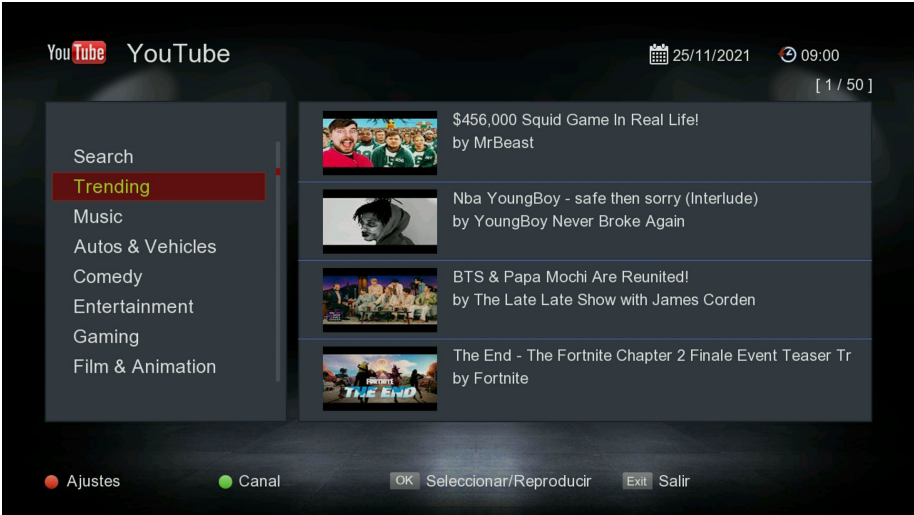 YouTube YouTube 25/11/2021 09:00
[ 1 / 50 ]
Search
Trending
Music
Autos & Vehicles
Comedy
Entertainment
Gaming
Film & Animation
$456,000 Squid Game In Real Life!
by MrBeast
Nba YoungBoy - safe then sorry (Interlude)
by YoungBoy Never Broke Again
BTS & Papa Mochi Are Reunited!
by The Late Late Show with James Corden
The End - The Fortnite Chapter 2 Finale Event Teaser Tr
by Fortnite
FORTNITE
THE END
Ajustes Canal OK Seleccionar/Reproducir Exit Salir